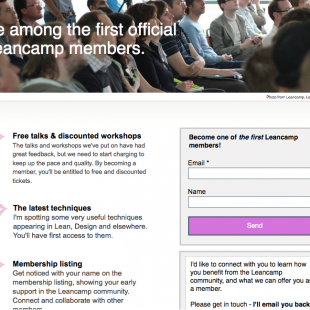 e among the first official
eancamp members.
Photo from Leancamp, Lo
Free talks & discounted workshops
The talks and workshops we've put on have had
great feedback, but we need to start charging to
keep up the pace and quality. By becoming a
member, you'll be entitled to free and discounted
tickets.
The latest techniques
I'm spotting some very useful techniques
appearing in Lean, Design and elsewhere.
You'll have first access to them.
Membership listing
Get noticed with your name on the
membership listing, showing your early
support in the Leancamp community.
Connect and collaborate with other
Become one of the first Leancamp
members!
Email *
Name
Send
I'd like to connect with you to learn how
you benefit from the Leancamp
community, and what we can offer you as
a member.
Please get in touch - I'll email you back